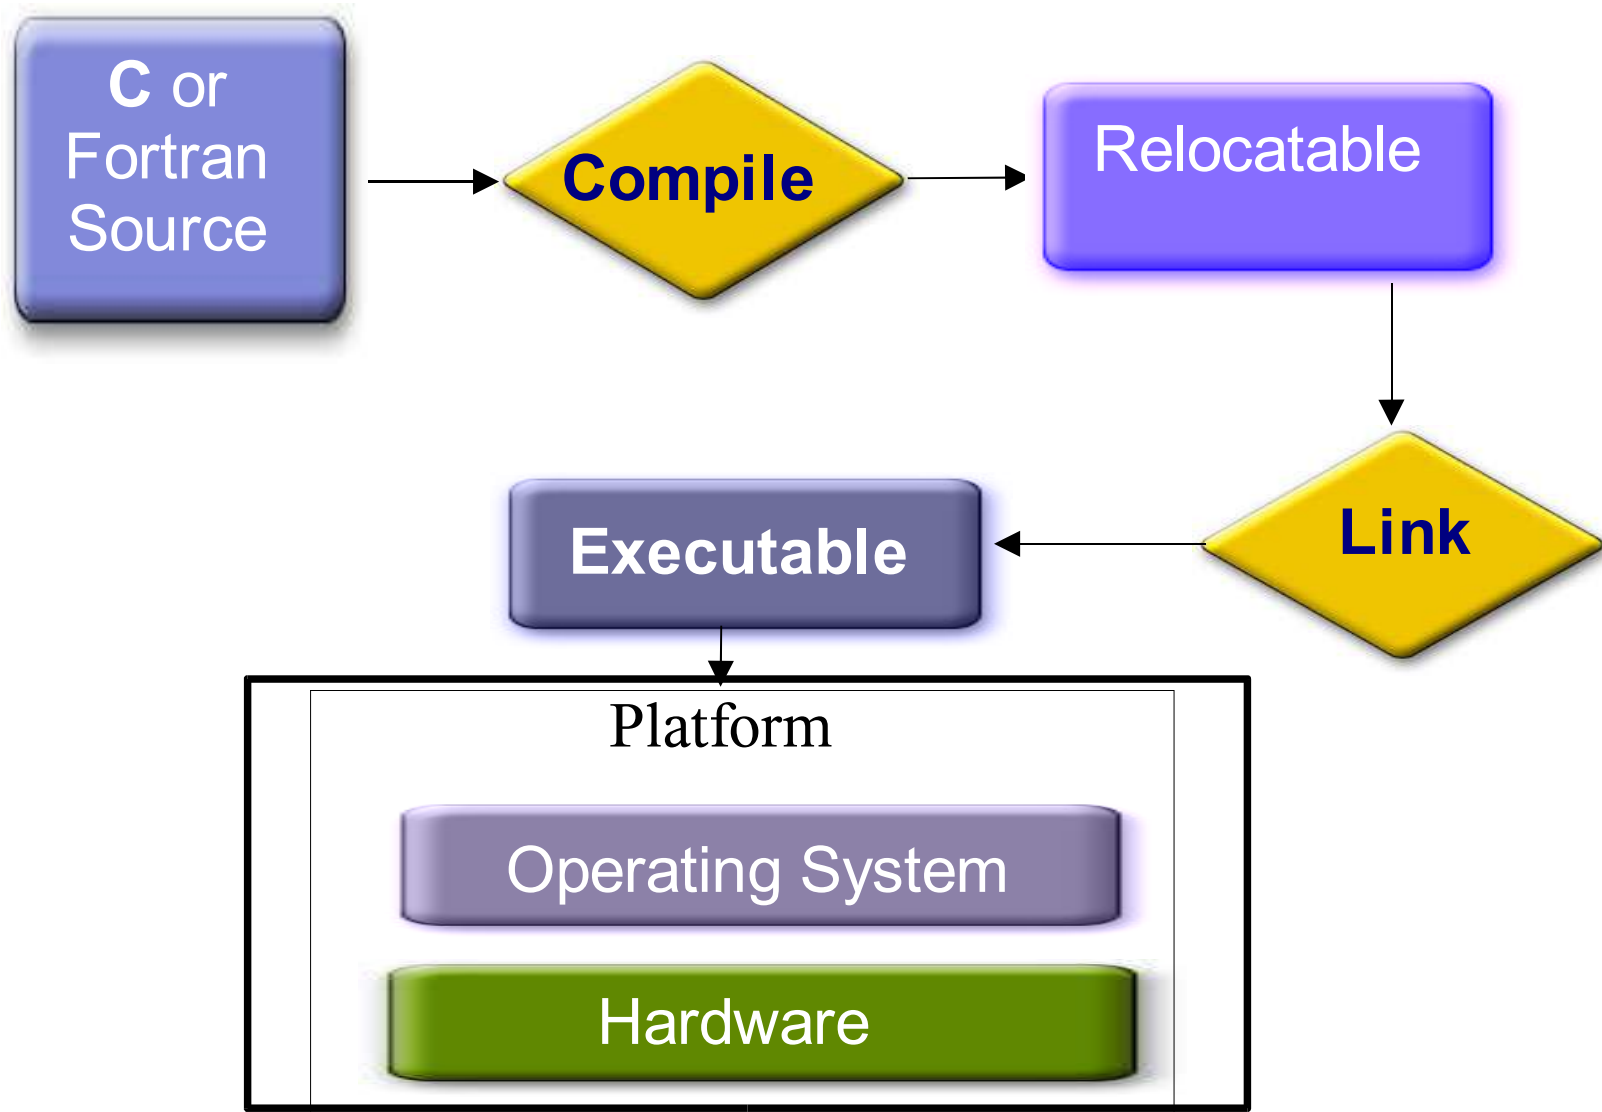 C or
Fortran
Source
Compile
Relocatable
Link
Executable
Platform
Operating System
Hardware